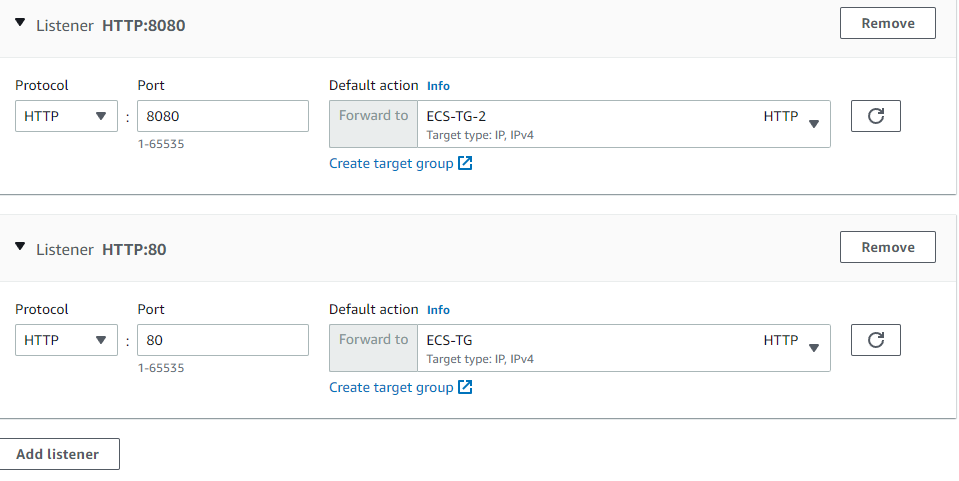 Listener HTTP:8080
Remove
Protocol
Port
Default action Info
HTTP
:
8080
Forward to
ECS-TG-2
HTTP
Target type: IP, IPv4
1-65535
Create target group
Listener HTTP:80
Remove
Protocol
Port
Default action Info
HTTP
:
80
Forward to
ECS-TG
HTTP
Target type: IP, IPv4
1-65535
Create target group
Add listener